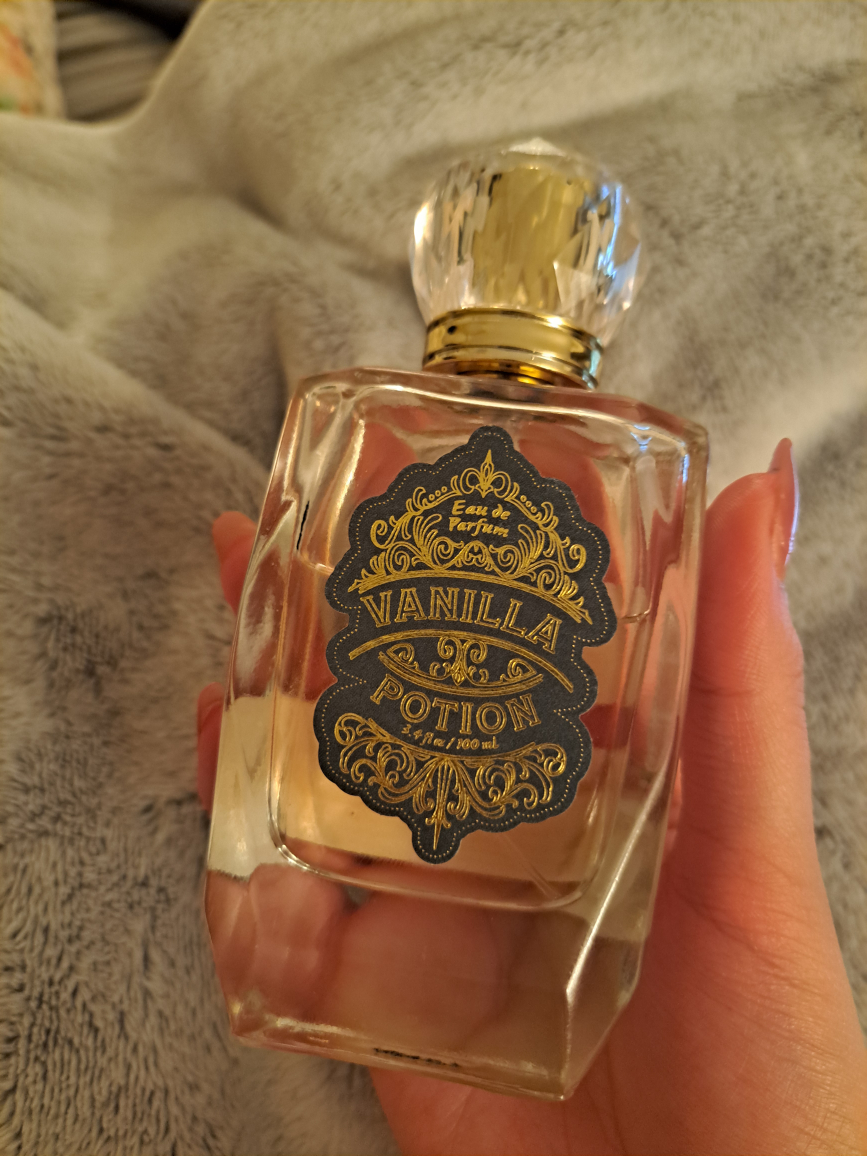 Eau de
Parfum
VANILLA
POTION
3.4 fl oz / 100 ml